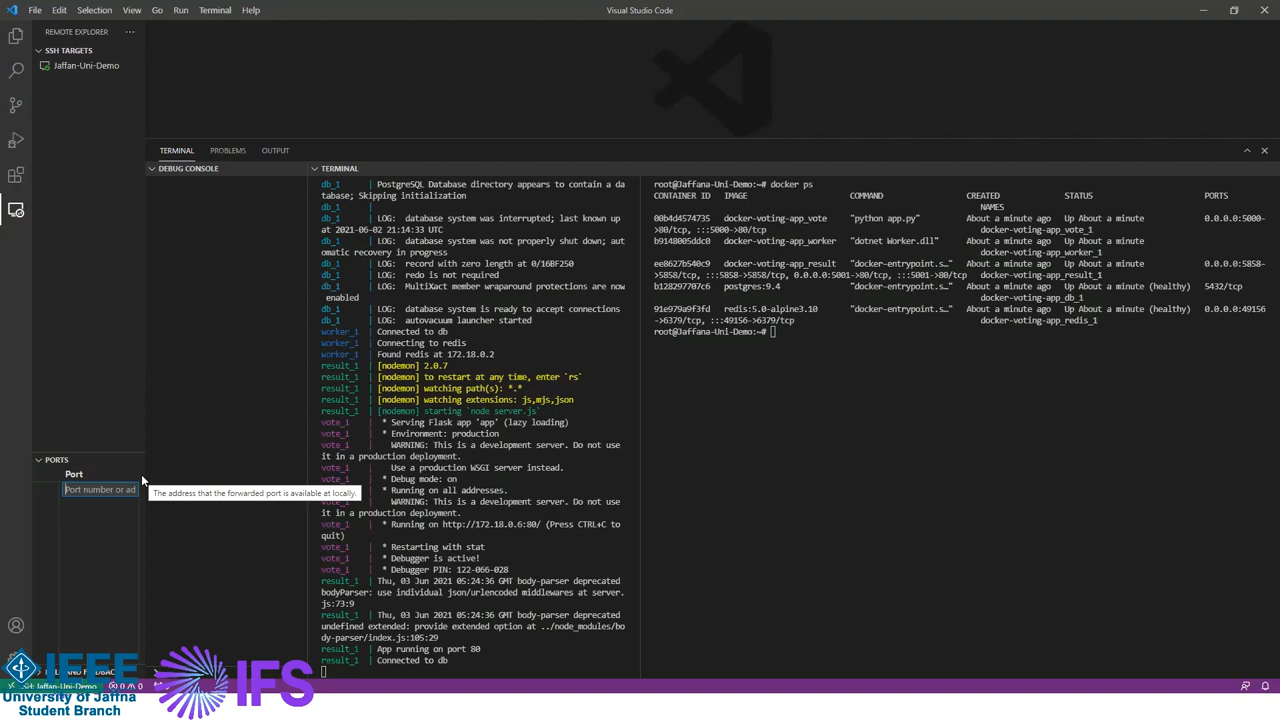 File Edit Selection View Go Run Terminal Help
Visual Studio Code
REMOTE EXPLORER ···
SSH TARGETS
Jaffan-Uni-Demo
TERMINAL PROBLEMS OUTPUT
DEBUG CONSOLE
TERMINAL
db_1 | PostgreSQL Database directory appears to contain a da
tabase; Skipping initialization
db_1 |
db_1 | LOG: database system was interrupted; last known up
at 2021-06-02 21:14:33 UTC
db_1 | LOG: database system was not properly shut down; aut
omatic recovery in progress
db_1 | LOG: record with zero length at 0/16BF250
db_1 | LOG: redo is not required
db_1 | LOG: MultiXact member wraparound protections are now
enabled
db_1 | LOG: database system is ready to accept connections
db_1 | LOG: autovacuum launcher started
worker_1 | Connected to db
worker_1 | Connecting to redis
worker_1 | Found redis at 172.18.0.2
result_1 | [nodemon] 2.0.7
result_1 | [nodemon] to restart at any time, enter `rs`
result_1 | [nodemon] watching path(s): *.*
result_1 | [nodemon] watching extensions: js,mjs,json
result_1 | [nodemon] starting `node server.js`
vote_1 | * Serving Flask app 'app' (lazy loading)
vote_1 | * Environment: production
vote_1 | WARNING: This is a development server. Do not use
it in a production deployment.
vote_1 | Use a production WSGI server instead.
vote_1 | * Debug mode: on
vote_1 | * Running on all addresses.
vote_1 | WARNING: This is a development server. Do not use
it in a production deployment.
vote_1 | * Running on http://172.18.0.6:80/ (Press CTRL+C to
quit)
vote_1 | * Restarting with stat
vote_1 | * Debugger is active!
vote_1 | * Debugger PIN: 122-066-028
result_1 | Thu, 03 Jun 2021 05:24:36 GMT body-parser deprecated
bodyParser: use individual json/urlencoded middlewares at server.
js:73:9
result_1 | Thu, 03 Jun 2021 05:24:36 GMT body-parser deprecated
undefined extended: provide extended option at ../node_modules/bo
dy-parser/index.js:105:29
result_1 | App running on port 80
result_1 | Connected to db
root@Jaffana-Uni-Demo:~# docker ps
CONTAINER ID IMAGE COMMAND CREATED STATUS PORTS
NAMES
00b4d4574735 docker-voting-app_vote "python app.py" About a minute ago Up About a minute 0.0.0.0:5000-
>80/tcp, :::5000->80/tcp docker-voting-app_vote_1
b9148005ddc0 docker-voting-app_worker "dotnet Worker.dll" About a minute ago Up About a minute
docker-voting-app_worker_1
ee8627b540c9 docker-voting-app_result "docker-entrypoint.s…" About a minute ago Up About a minute 0.0.0.0:5858-
>5858/tcp, :::5858->5858/tcp, 0.0.0.0:5001->80/tcp, :::5001->80/tcp docker-voting-app_result_1
b128297707c6 postgres:9.4 "docker-entrypoint.s…" About a minute ago Up About a minute (healthy) 5432/tcp
docker-voting-app_db_1
91e979a9f3fd redis:5.0-alpine3.10 "docker-entrypoint.s…" About a minute ago Up About a minute (healthy) 0.0.0.0:49156
->6379/tcp, :::49156->6379/tcp docker-voting-app_redis_1
root@Jaffana-Uni-Demo:~#
PORTS
Port
Port number or ad
The address that the forwarded port is available at locally.
SSH: Jaffan-Uni-Demo 0 0
IEEE
University of Jaffna
Student Branch
IFS